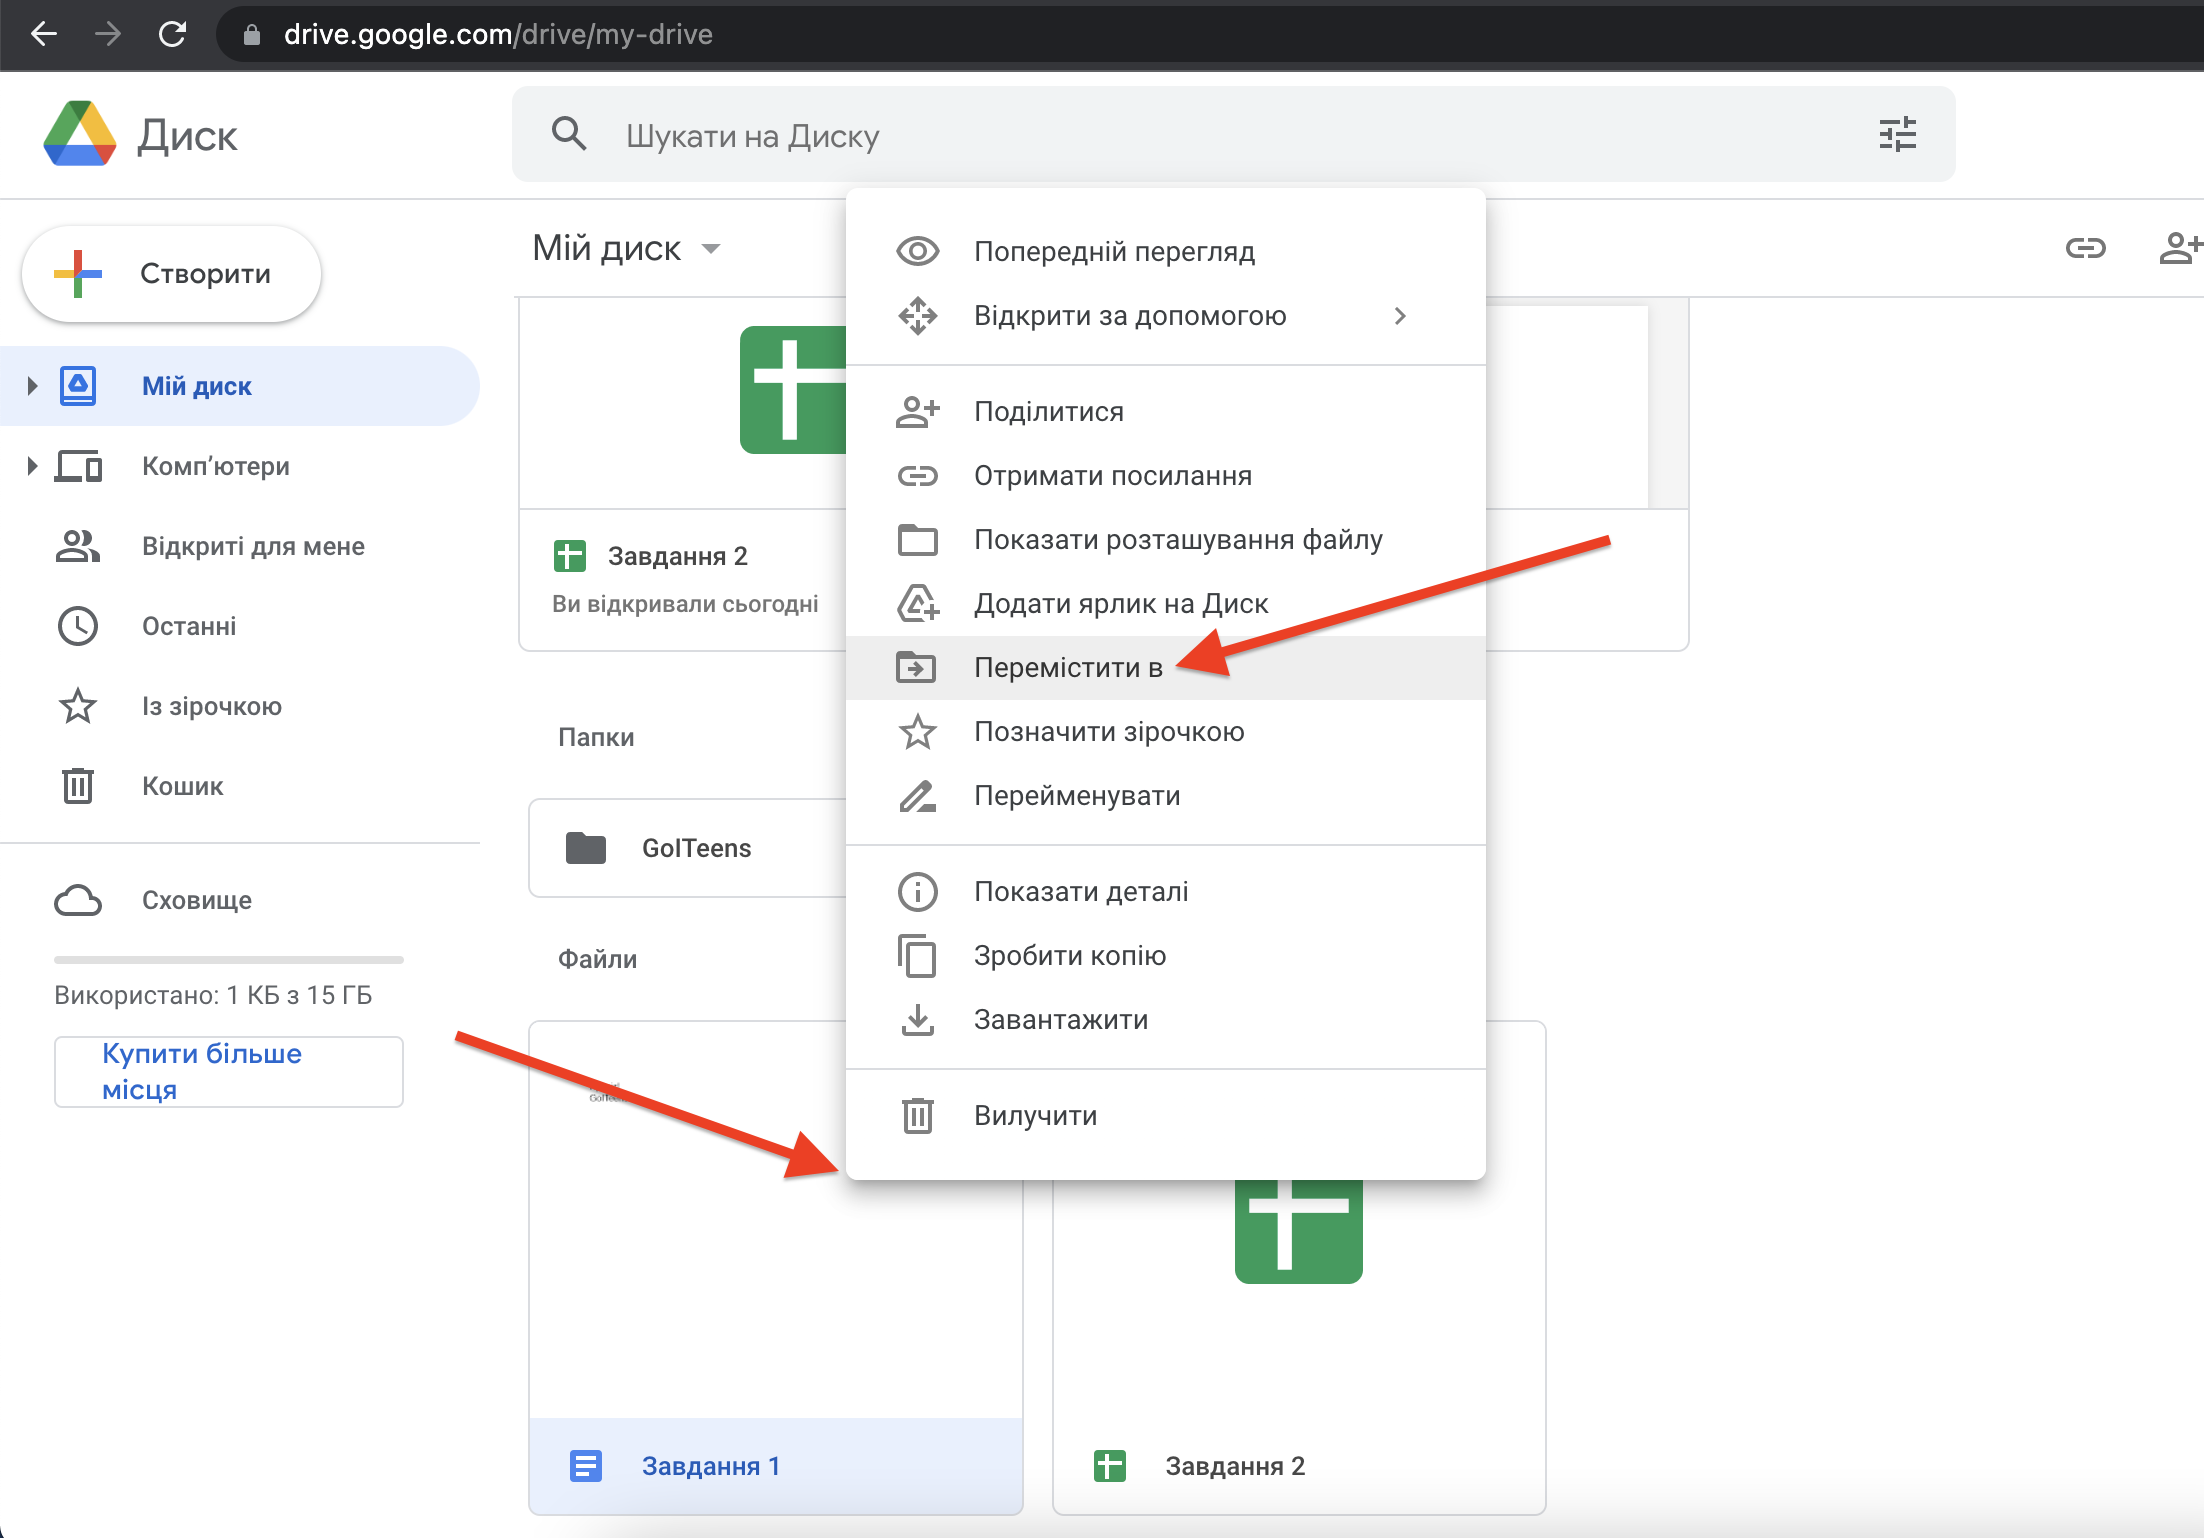 drive.google.com/drive/my-drive
Диск
Шукати на Диску
Створити
Мій диск
Комп’ютери
Відкриті для мене
Останні
Із зірочкою
Кошик
Сховище
Використано: 1 КБ з 15 ГБ
Купити більше
місця
Мій диск
Завдання 2
Ви відкривали сьогодні
Папки
GoITeens
Файли
Завдання 1
Завдання 2
Попередній перегляд
Відкрити за допомогою
Поділитися
Отримати посилання
Показати розташування файлу
Додати ярлик на Диск
Перемістити в
Позначити зірочкою
Перейменувати
Показати деталі
Зробити копію
Завантажити
Вилучити